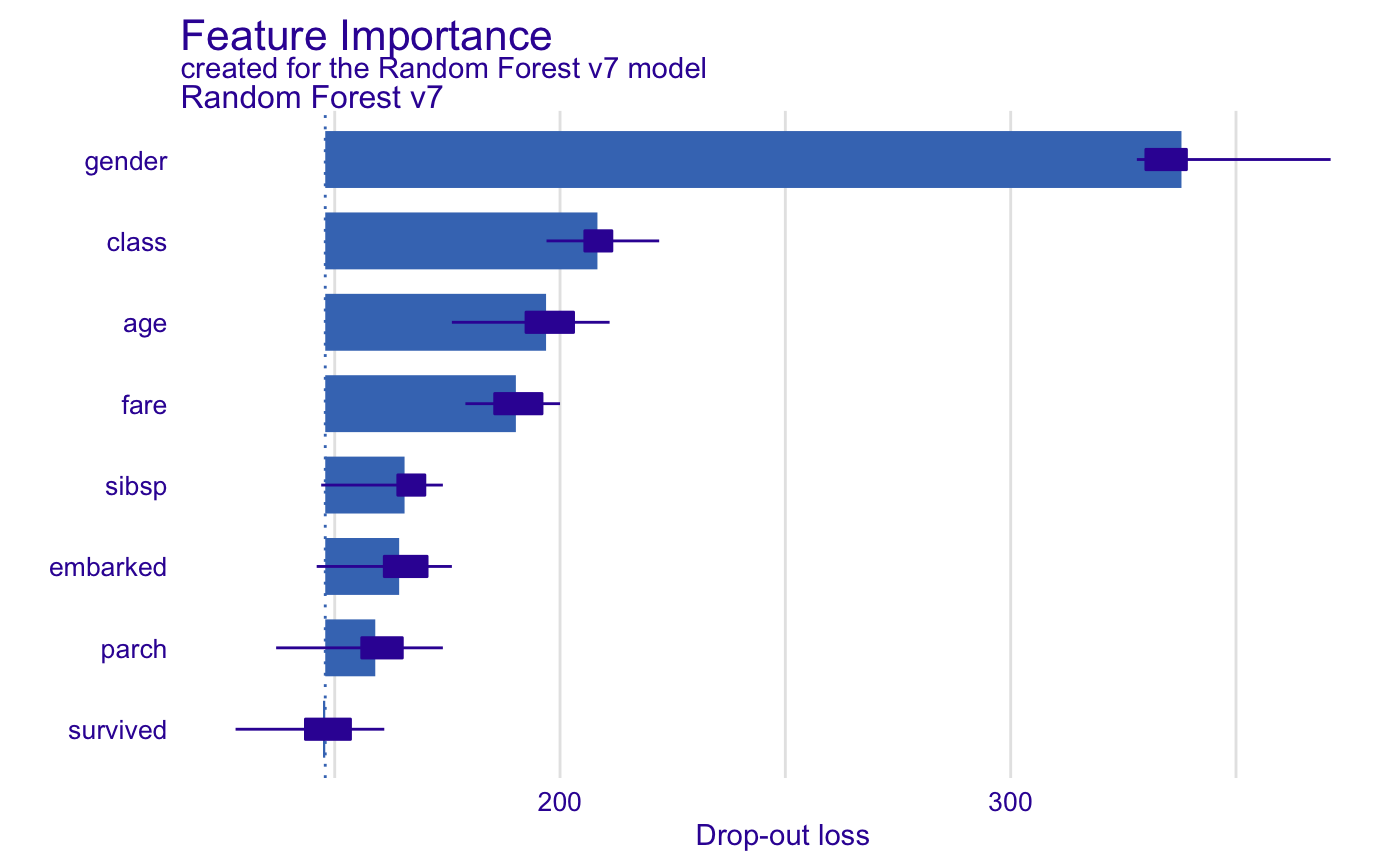 Feature Importance
created for the Random Forest v7 model
Random Forest v7
gender
class
age
fare
sibsp
embarked
parch
survived
200
300
Drop-out loss